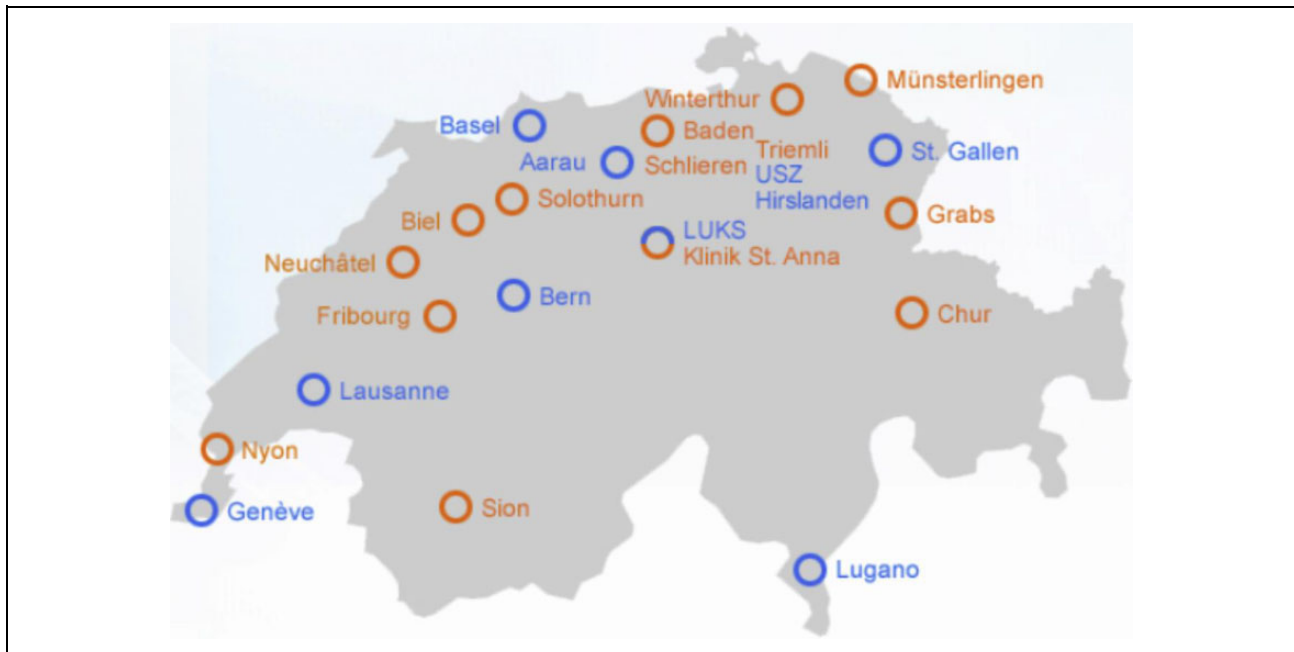 Münsterlingen
Winterthur
Basel
Baden
Triemli
St. Gallen
Aarau
Schlieren
USZ
Hirslanden
Solothurn
Grabs
Biel
LUKS
Klinik St. Anna
Neuchâtel
Bern
Fribourg
Chur
Lausanne
Nyon
Genève
Sion
Lugano